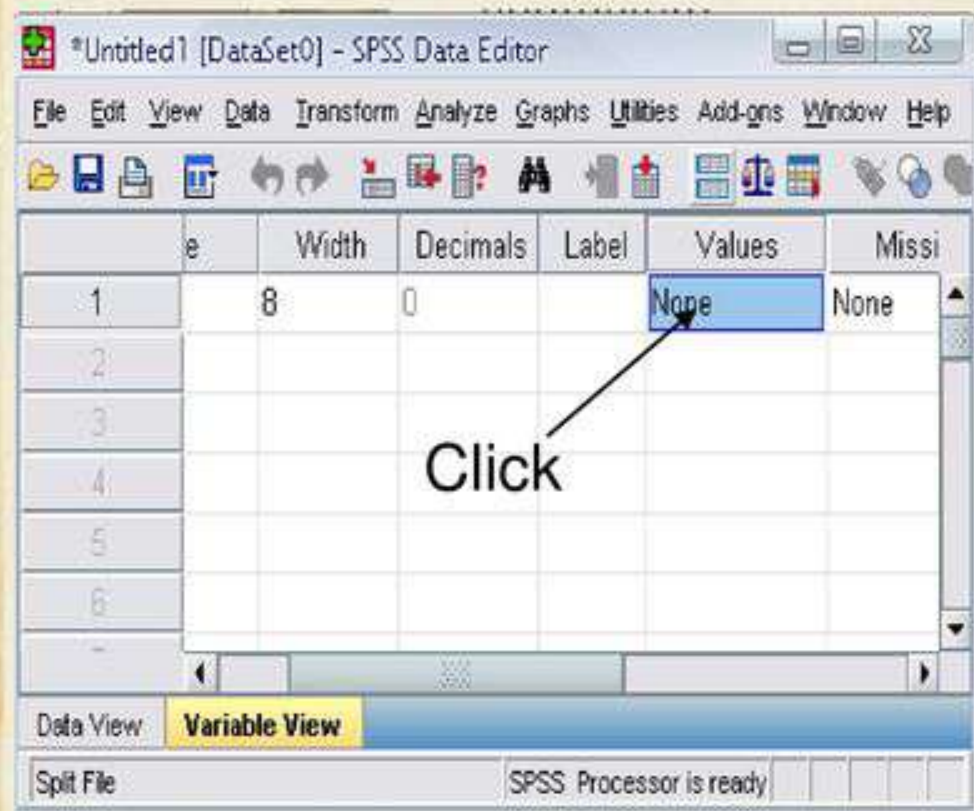 *Untitled1 [DataSet0] - SPSS Data Editor
File Edit View Data Transform Analyze Graphs Utilities Add-ons Window Help
e Width Decimals Label Values Missi
1 8 0 None None
2
3
Click
4
5
6
Data View Variable View
Split File SPSS Processor is ready